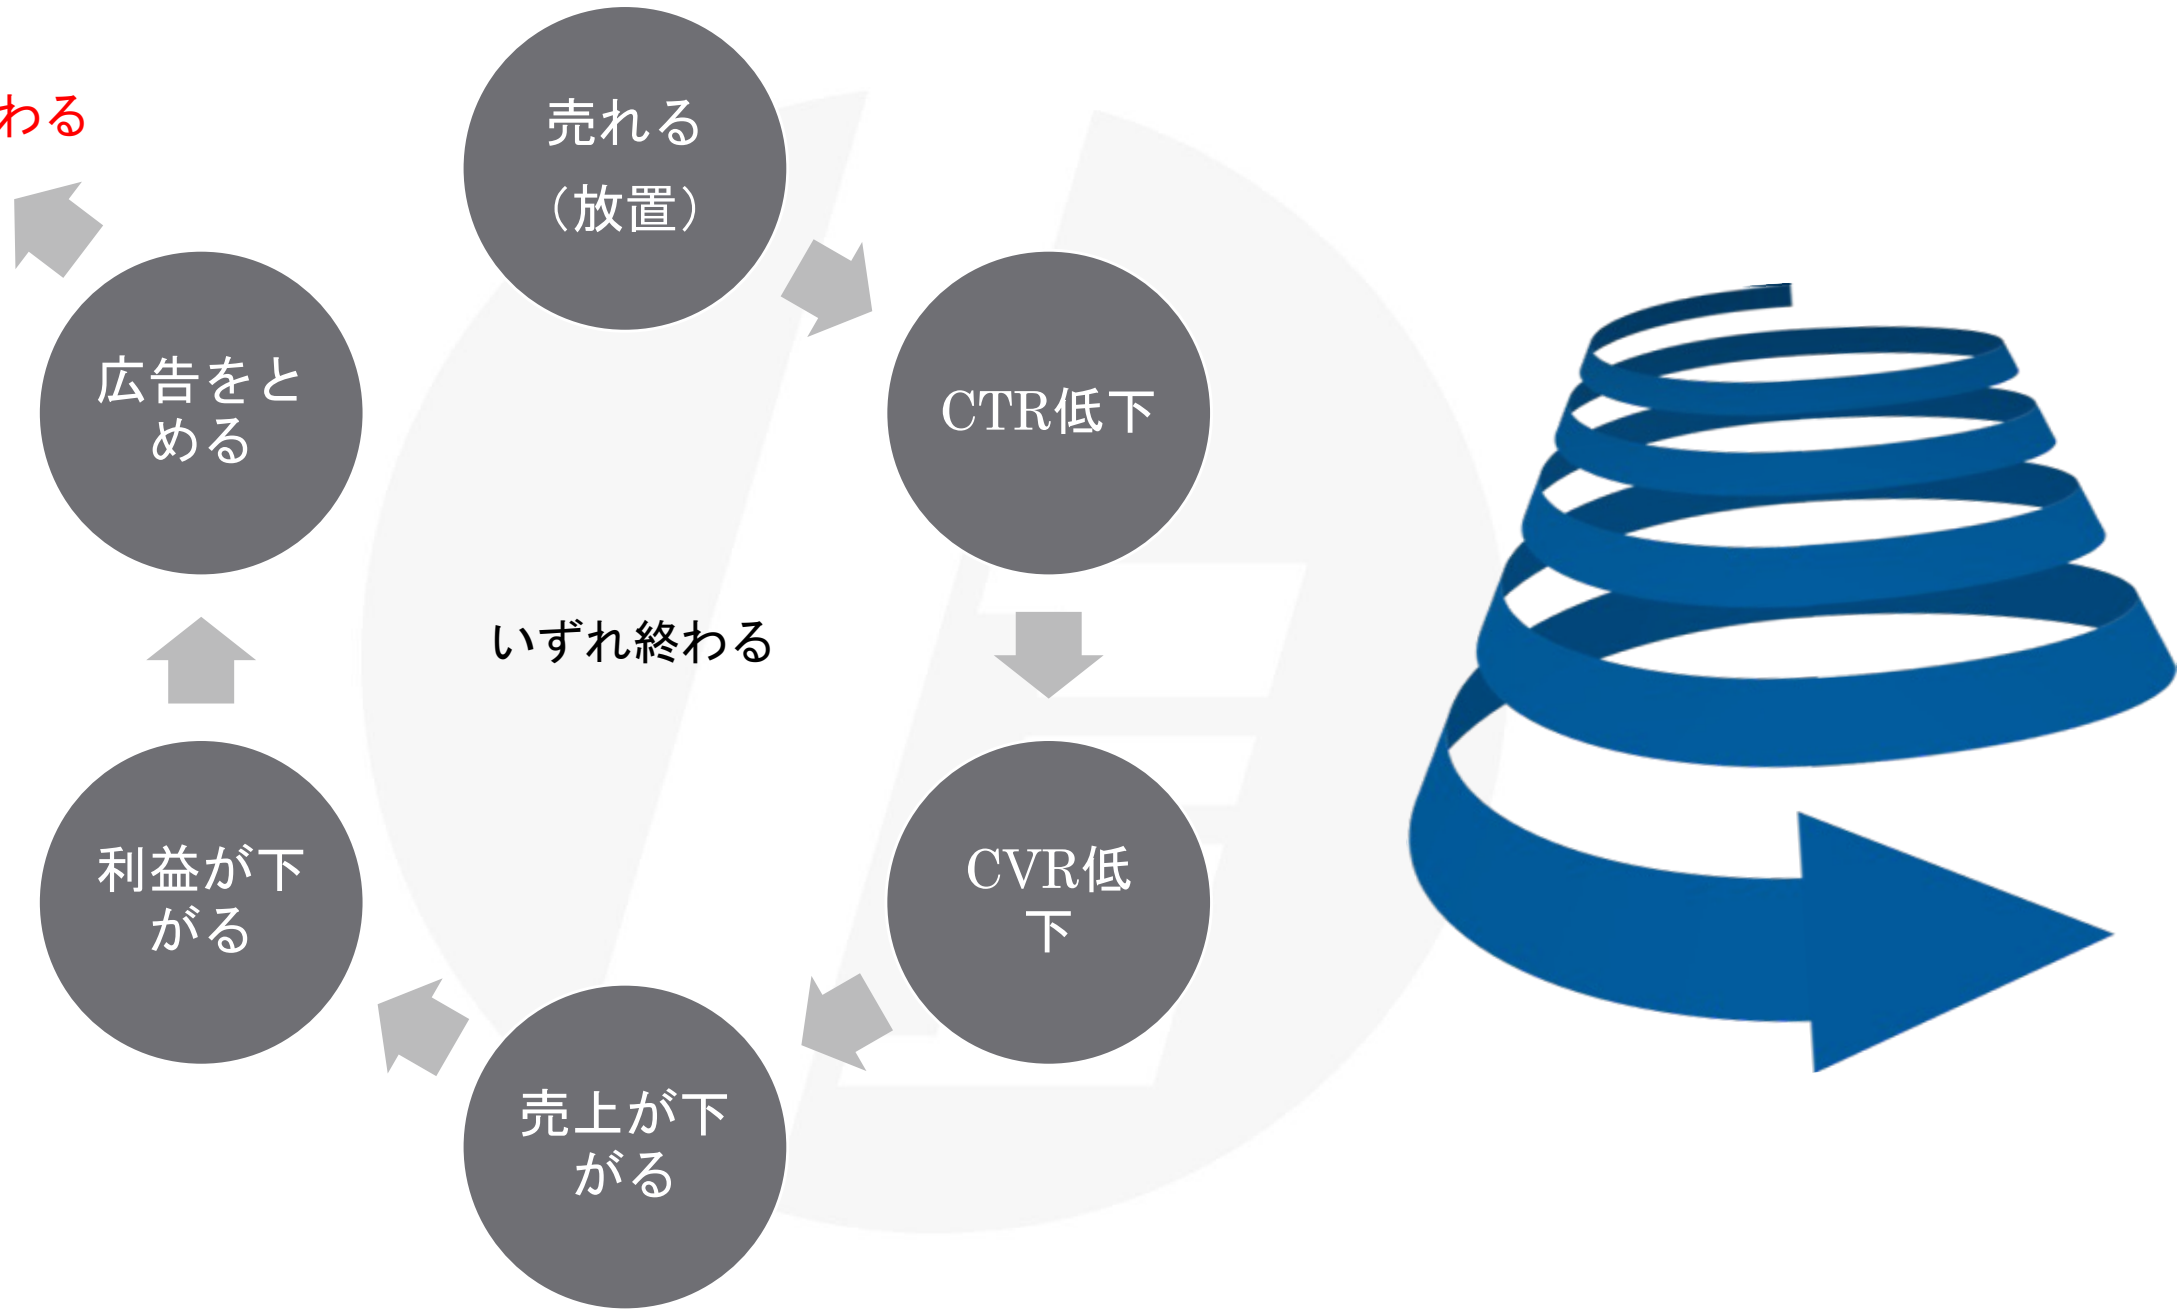 わる
売れる
（放置）
CTR低下
CVR低
下
売上が下
がる
利益が下
がる
広告をと
める
いずれ終わる